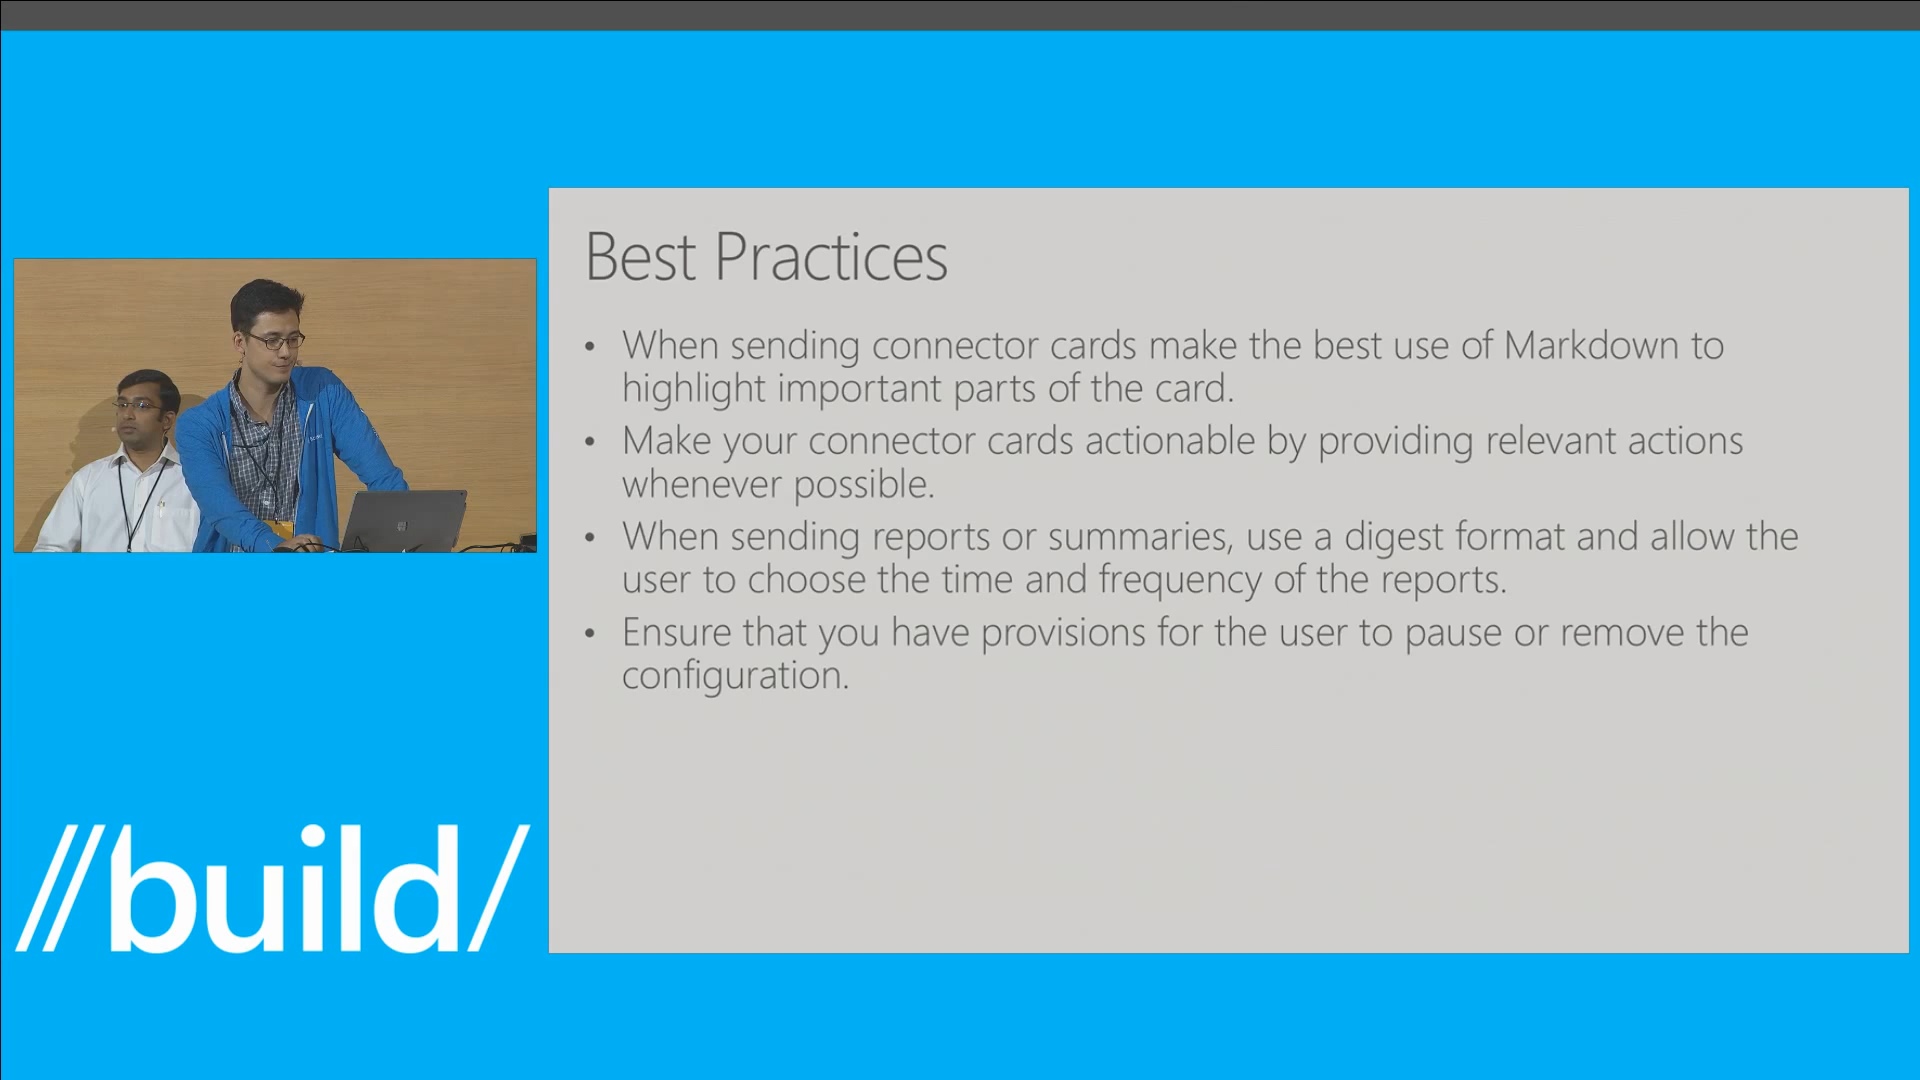 Best Practices
• When sending connector cards make the best use of Markdown to
highlight important parts of the card.
• Make your connector cards actionable by providing relevant actions
whenever possible.
• When sending reports or summaries, use a digest format and allow the
user to choose the time and frequency of the reports.
• Ensure that you have provisions for the user to pause or remove the
configuration.
//build/